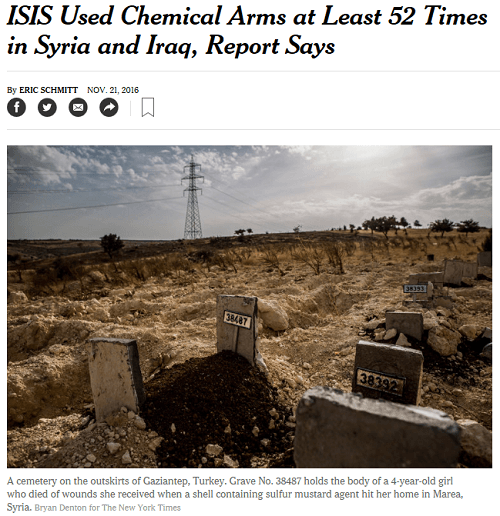 ISIS Used Chemical Arms at Least 52 Times
in Syria and Iraq, Report Says
By ERIC SCHMITT NOV. 21, 2016
38393
38487
38392
A cemetery on the outskirts of Gaziantep, Turkey. Grave No. 38487 holds the body of a 4-year-old girl
who died of wounds she received when a shell containing sulfur mustard agent hit her home in Marea,
Syria. Bryan Denton for The New York Times